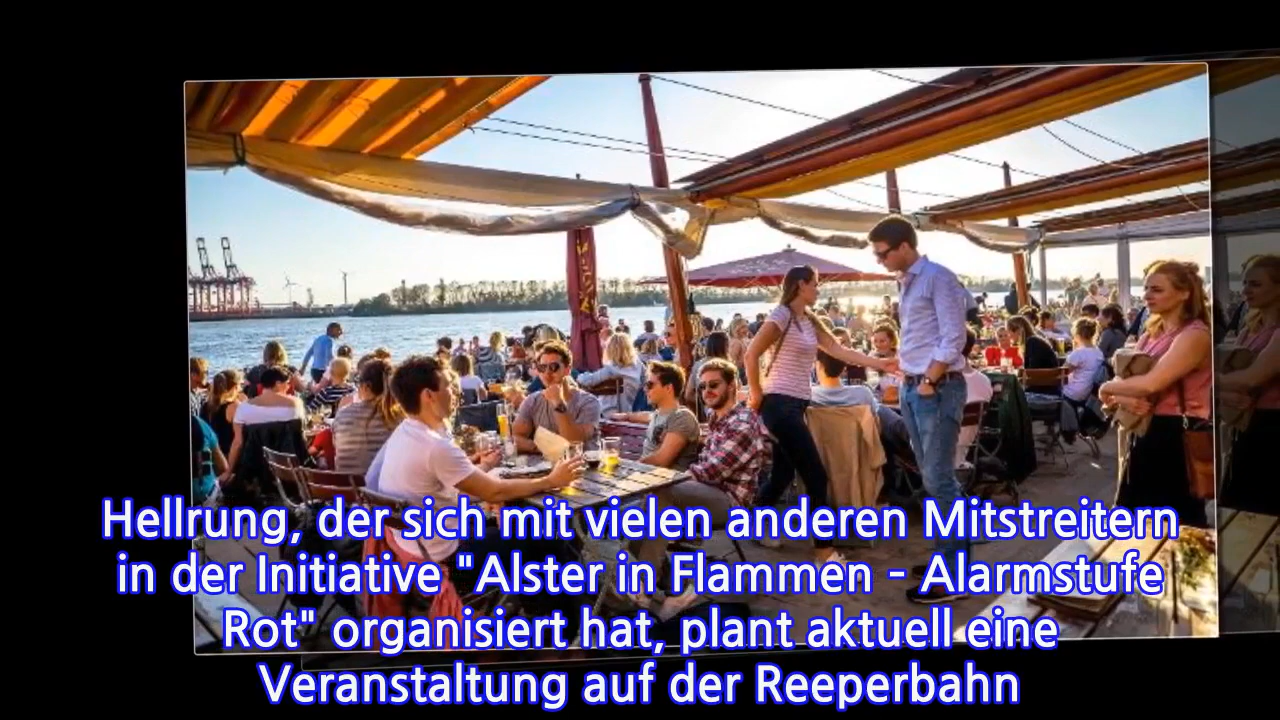 Hellrung, der sich mit vielen anderen Mitstreitern
in der Initiative "Alster in Flammen - Alarmstufe
Rot" organisiert hat, plant aktuell eine
Veranstaltung auf der Reeperbahn